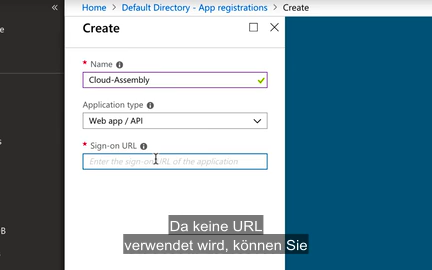 Home > Default Directory - App registrations > Create
Create
* Name
Cloud-Assembly
Application type
Web app / API
* Sign-on URL
Enter the sign-on URL of the application
Da keine URL
verwendet wird, können Sie